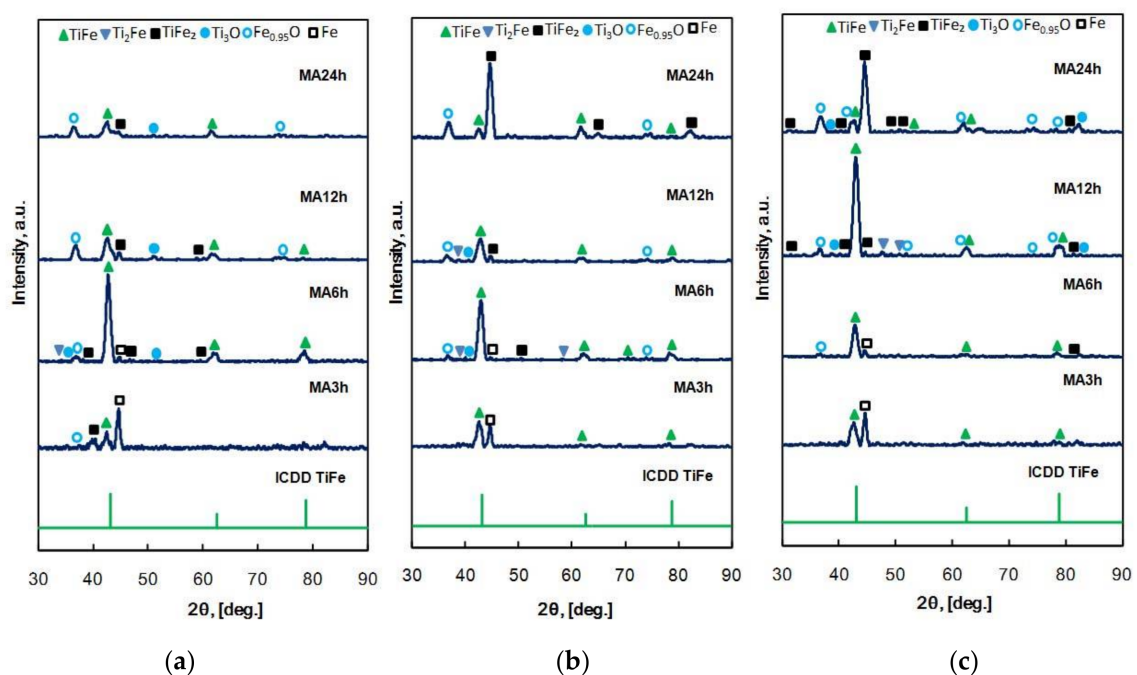 TiFe Ti₂Fe TiFe₂ Ti₃O Fe₀.₉₅O Fe
MA24h
MA12h
MA6h
MA3h
ICDD TiFe
Intensity, a.u.
30 40 50 60 70 80 90
2θ, [deg.]
(a)
TiFe Ti₂Fe TiFe₂ Ti₃O Fe₀.₉₅O Fe
MA24h
MA12h
MA6h
MA3h
ICDD TiFe
Intensity, a.u.
30 40 50 60 70 80 90
2θ, [deg.]
(b)
TiFe Ti₂Fe TiFe₂ Ti₃O Fe₀.₉₅O Fe
MA24h
MA12h
MA6h
MA3h
ICDD TiFe
Intensity, a.u.
30 40 50 60 70 80 90
2θ, [deg.]
(c)